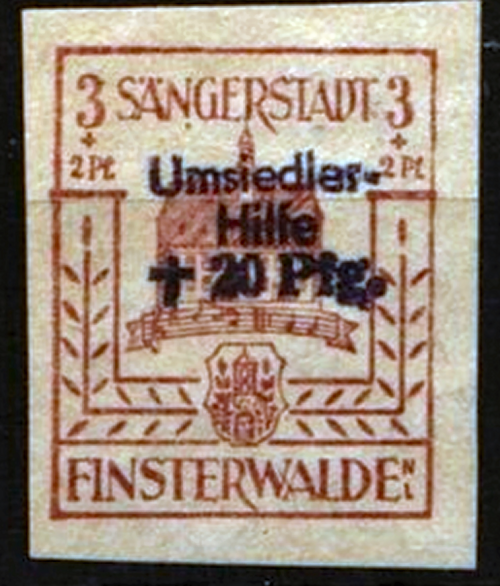 3 SÄNGERSTADT 3
+ +
2 Pf. 2 Pf.
Umsiedler-
Hilfe
+ 20 Pfg.
FINSTERWALDE N/L